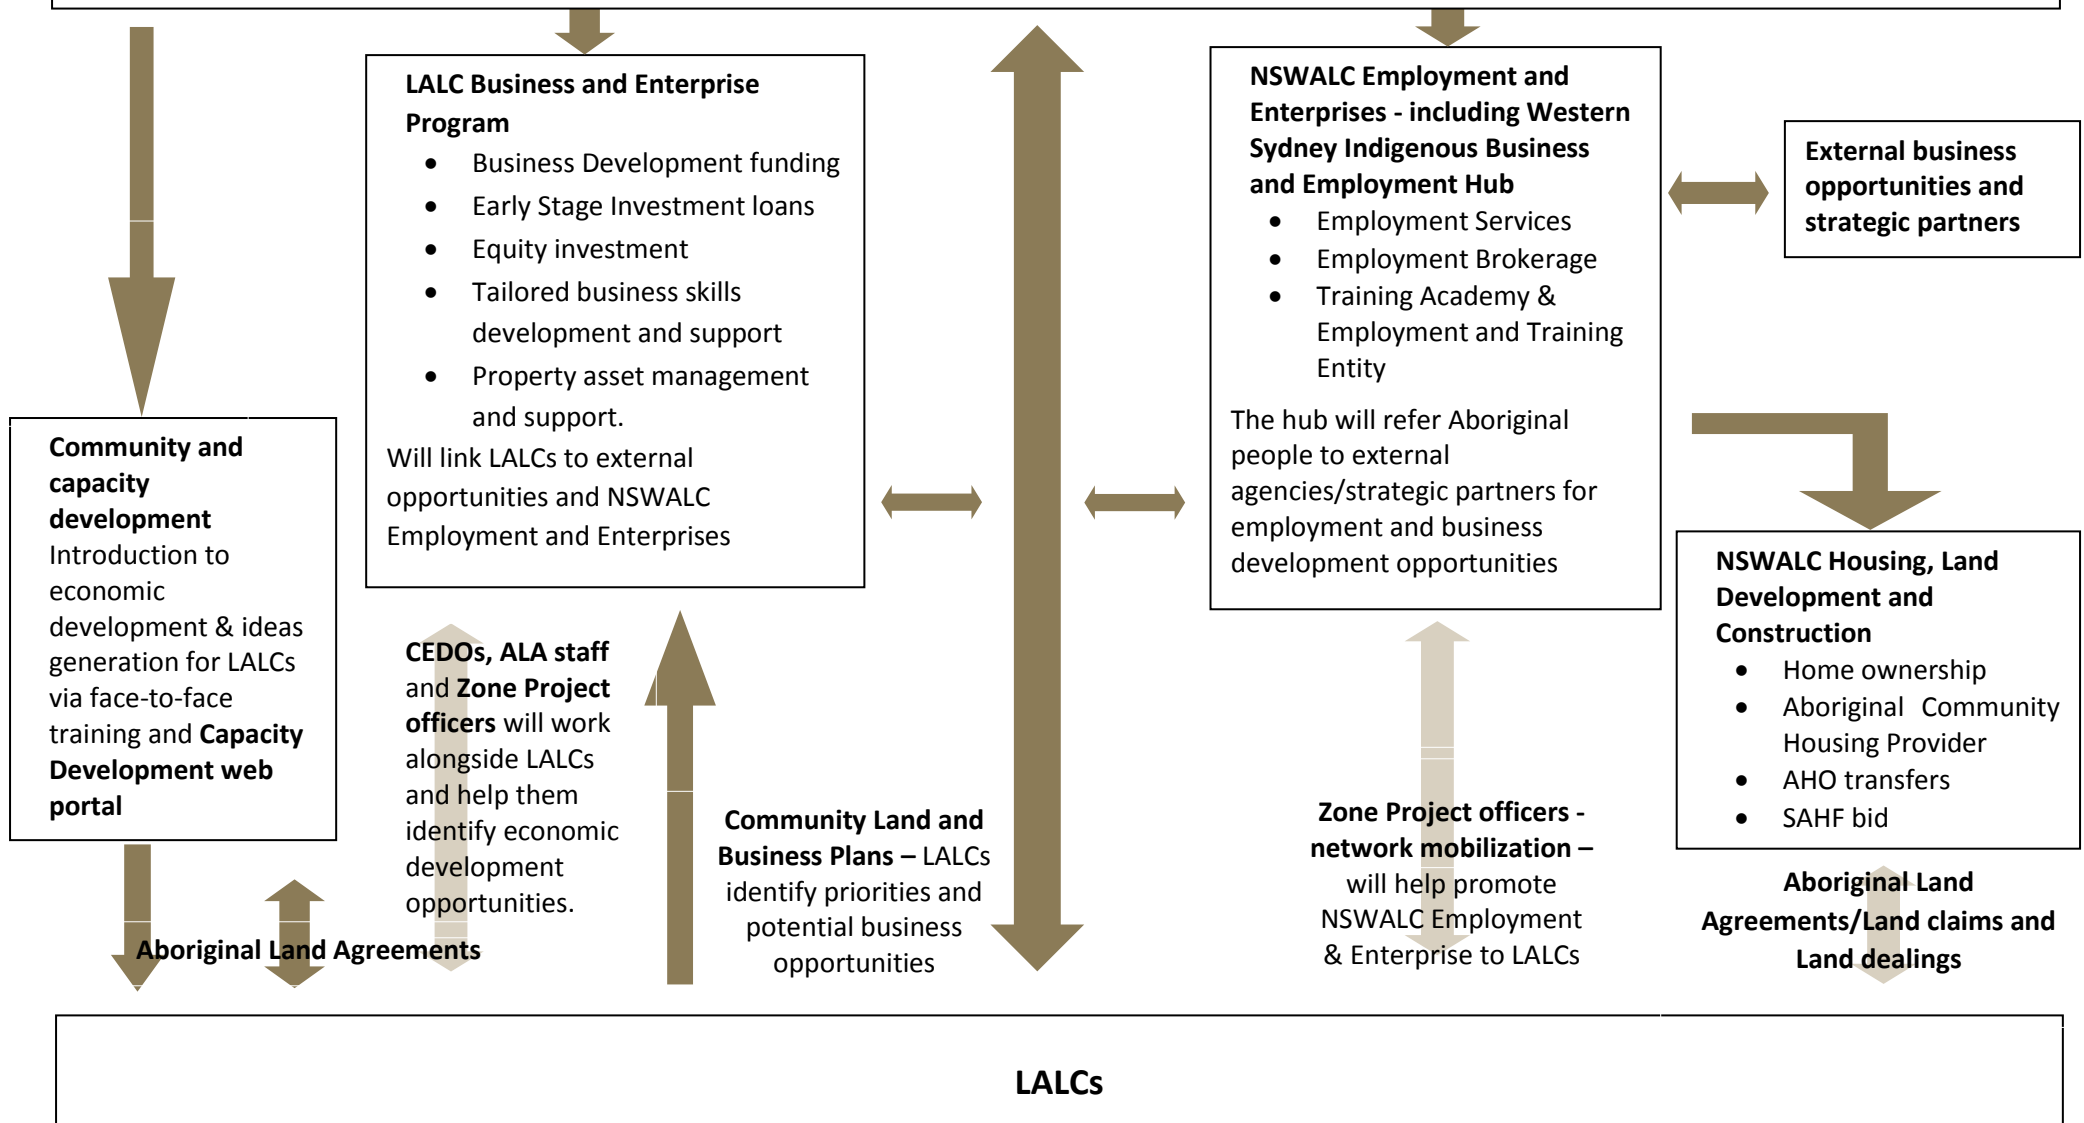 LALC Business and Enterprise
Program
• Business Development funding
• Early Stage Investment loans
• Equity investment
• Tailored business skills
development and support
• Property asset management
and support.
Will link LALCs to external
opportunities and NSWALC
Employment and Enterprises
NSWALC Employment and
Enterprises - including Western
Sydney Indigenous Business
and Employment Hub
• Employment Services
• Employment Brokerage
• Training Academy &
Employment and Training
Entity
The hub will refer Aboriginal
people to external
agencies/strategic partners for
employment and business
development opportunities
External business
opportunities and
strategic partners
Community and
capacity
development
Introduction to
economic
development & ideas
generation for LALCs
via face-to-face
training and Capacity
Development web
portal
NSWALC Housing, Land
Development and
Construction
• Home ownership
• Aboriginal Community
Housing Provider
• AHO transfers
• SAHF bid
CEDOs, ALA staff
and Zone Project
officers will work
alongside LALCs
and help them
identify economic
development
opportunities.
Community Land and
Business Plans – LALCs
identify priorities and
potential business
opportunities
Zone Project officers -
network mobilization –
will help promote
NSWALC Employment
& Enterprise to LALCs
Aboriginal Land
Agreements/Land claims and
Land dealings
Aboriginal Land Agreements
LALCs